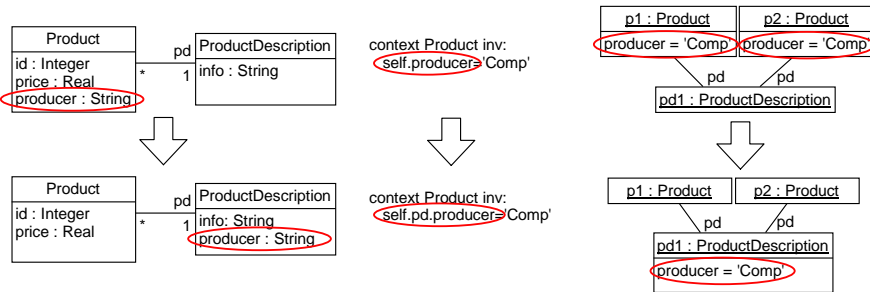 Product
id : Integer
price : Real
producer : String
pd
*
1
ProductDescription
info : String
context Product inv:
self.producer='Comp'
p1 : Product
producer = 'Comp'
p2 : Product
producer = 'Comp'
pd
pd
pd1 : ProductDescription
Product
id : Integer
price : Real
pd
*
1
ProductDescription
info: String
producer : String
context Product inv:
self.pd.producer='Comp'
p1 : Product
p2 : Product
pd
pd
pd1 : ProductDescription
producer = 'Comp'